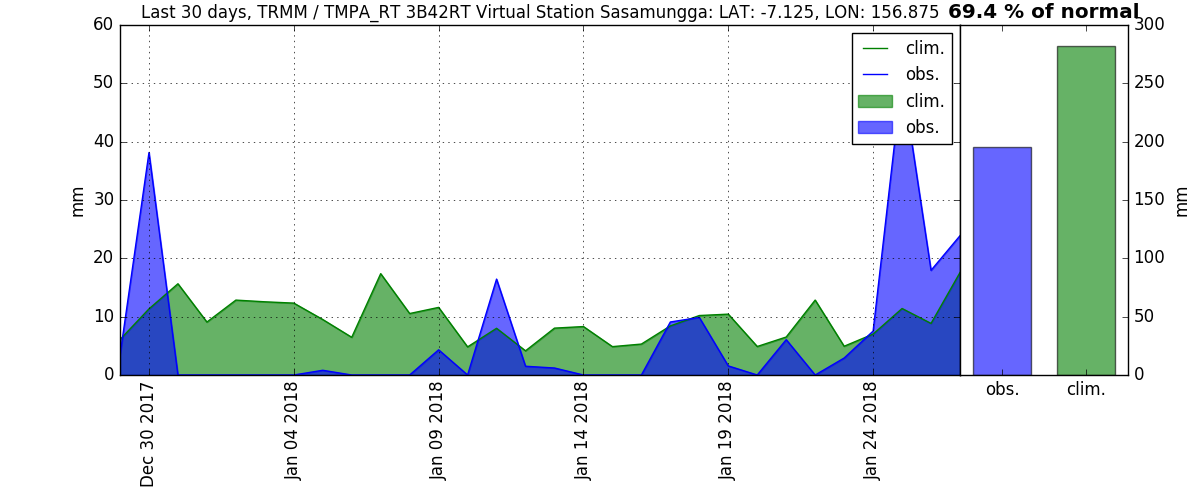 Last 30 days, TRMM / TMPA_RT 3B42RT Virtual Station Sasamungga: LAT: -7.125, LON: 156.875
69.4 % of normal
60
50
40
30
20
10
0
mm
clim.
obs.
clim.
obs.
300
250
200
150
100
50
0
mm
Dec 30 2017
Jan 04 2018
Jan 09 2018
Jan 14 2018
Jan 19 2018
Jan 24 2018
obs.
clim.